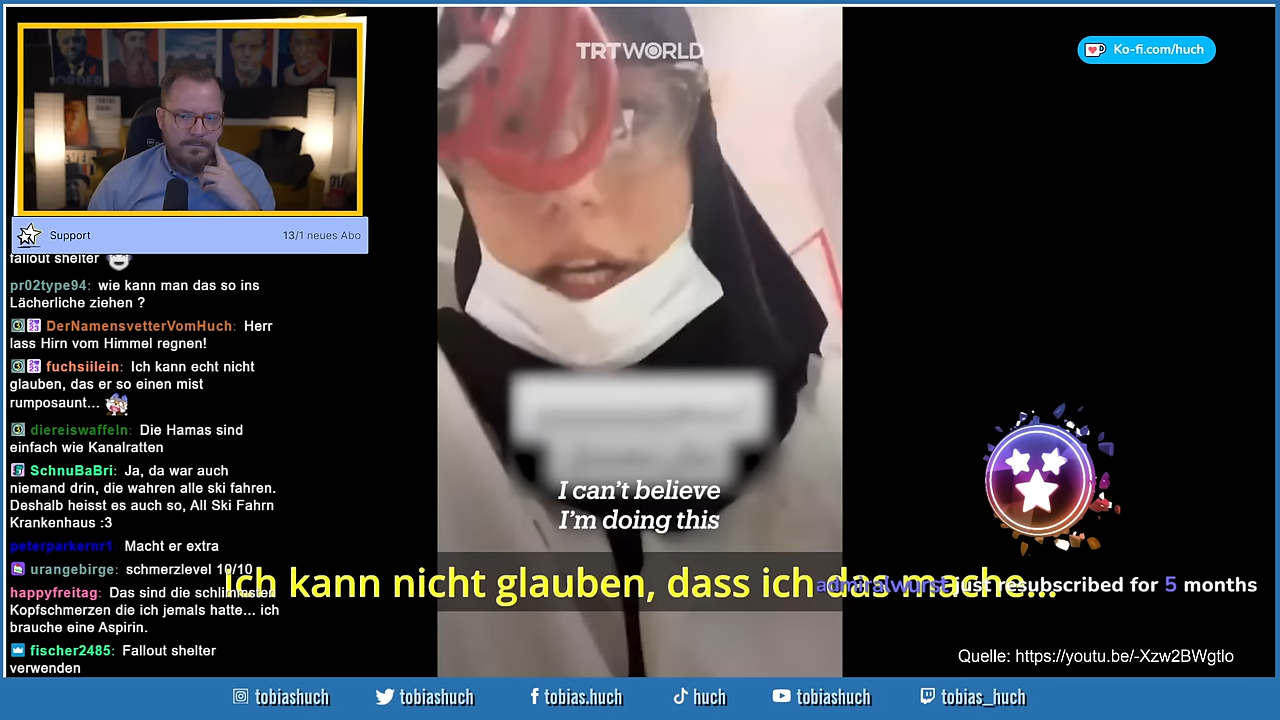 TRTWORLD
Ko-fi.com/huch
Support
13/1 neues Abo
fallout shelter
pr02type94: wie kann man das so ins
Lächerliche ziehen ?
DerNamensvetterVomHuch: Herr
lass Hirn vom Himmel regnen!
fuchsiilein: Ich kann echt nicht
glauben, das er so einen mist
rumposaunt...
diereiswaffeln: Die Hamas sind
einfach wie Kanalratten
SchnuBaBri: Ja, da war auch
niemand drin, die wahren alle ski fahren.
Deshalb heisst es auch so, All Ski Fahrn
Krankenhaus :3
peterparkernr1 Macht er extra
urangebirge: schmerzlevel 10/10
happyfreitag: Das sind die schlimmsten
Kopfschmerzen die ich jemals hatte... ich
brauche eine Aspirin.
fischer2485: Fallout shelter
verwenden
I can't believe
I'm doing this
Ich kann nicht glauben, dass ich das mache...
admiralwurst just resubscribed for 5 months
Quelle: https://youtu.be/-Xzw2BWgtlo
tobiashuch
tobiashuch
tobias.huch
huch
tobiashuch
tobias_huch